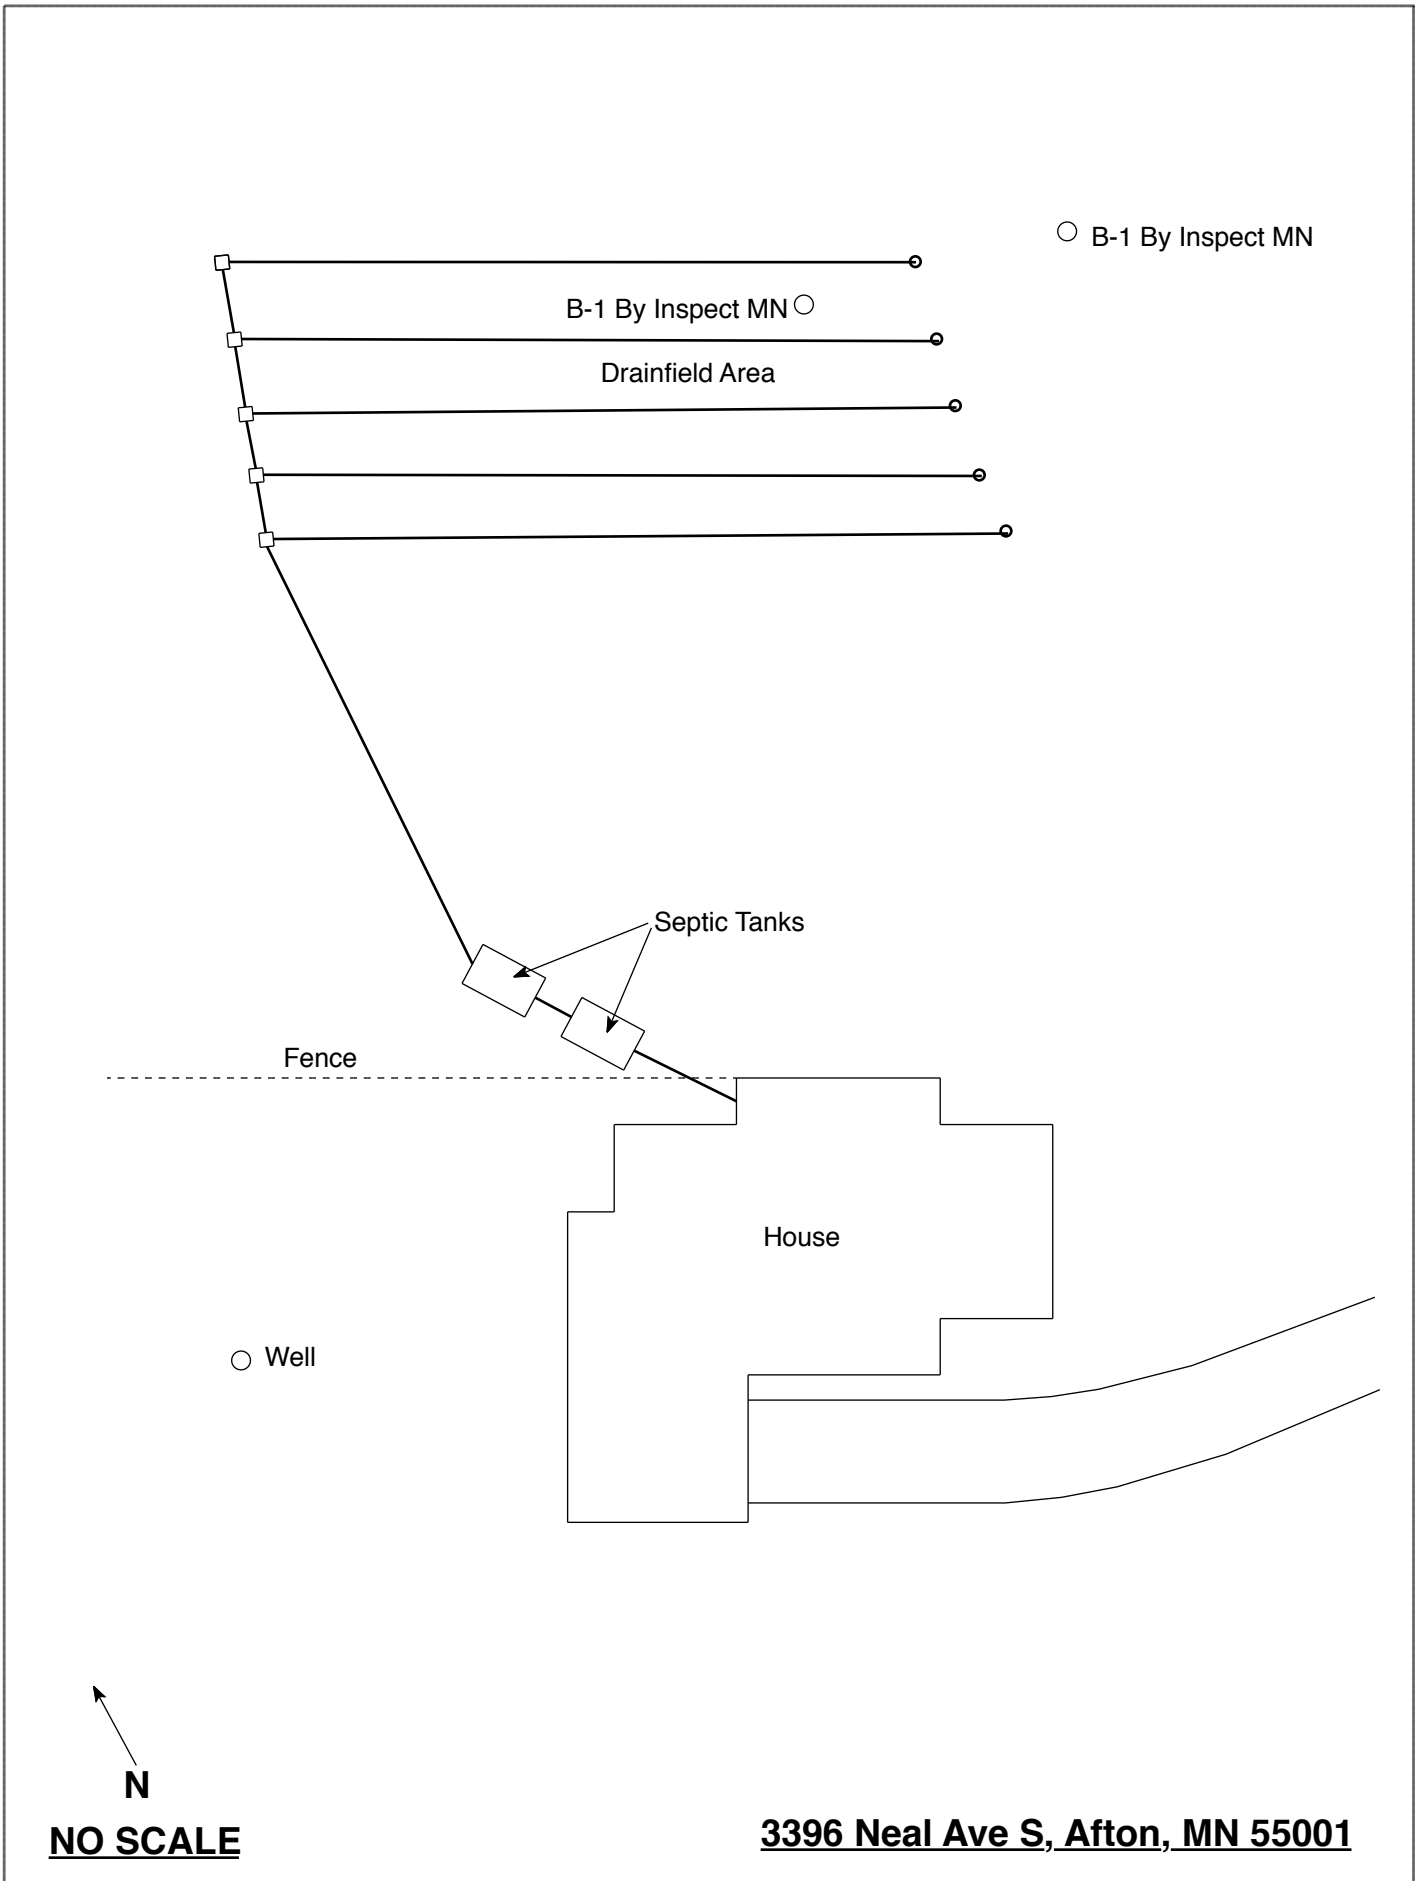 B-1 By Inspect MN
B-1 By Inspect MN
Drainfield Area
Septic Tanks
Fence
House
Well
N
NO SCALE
3396 Neal Ave S, Afton, MN 55001